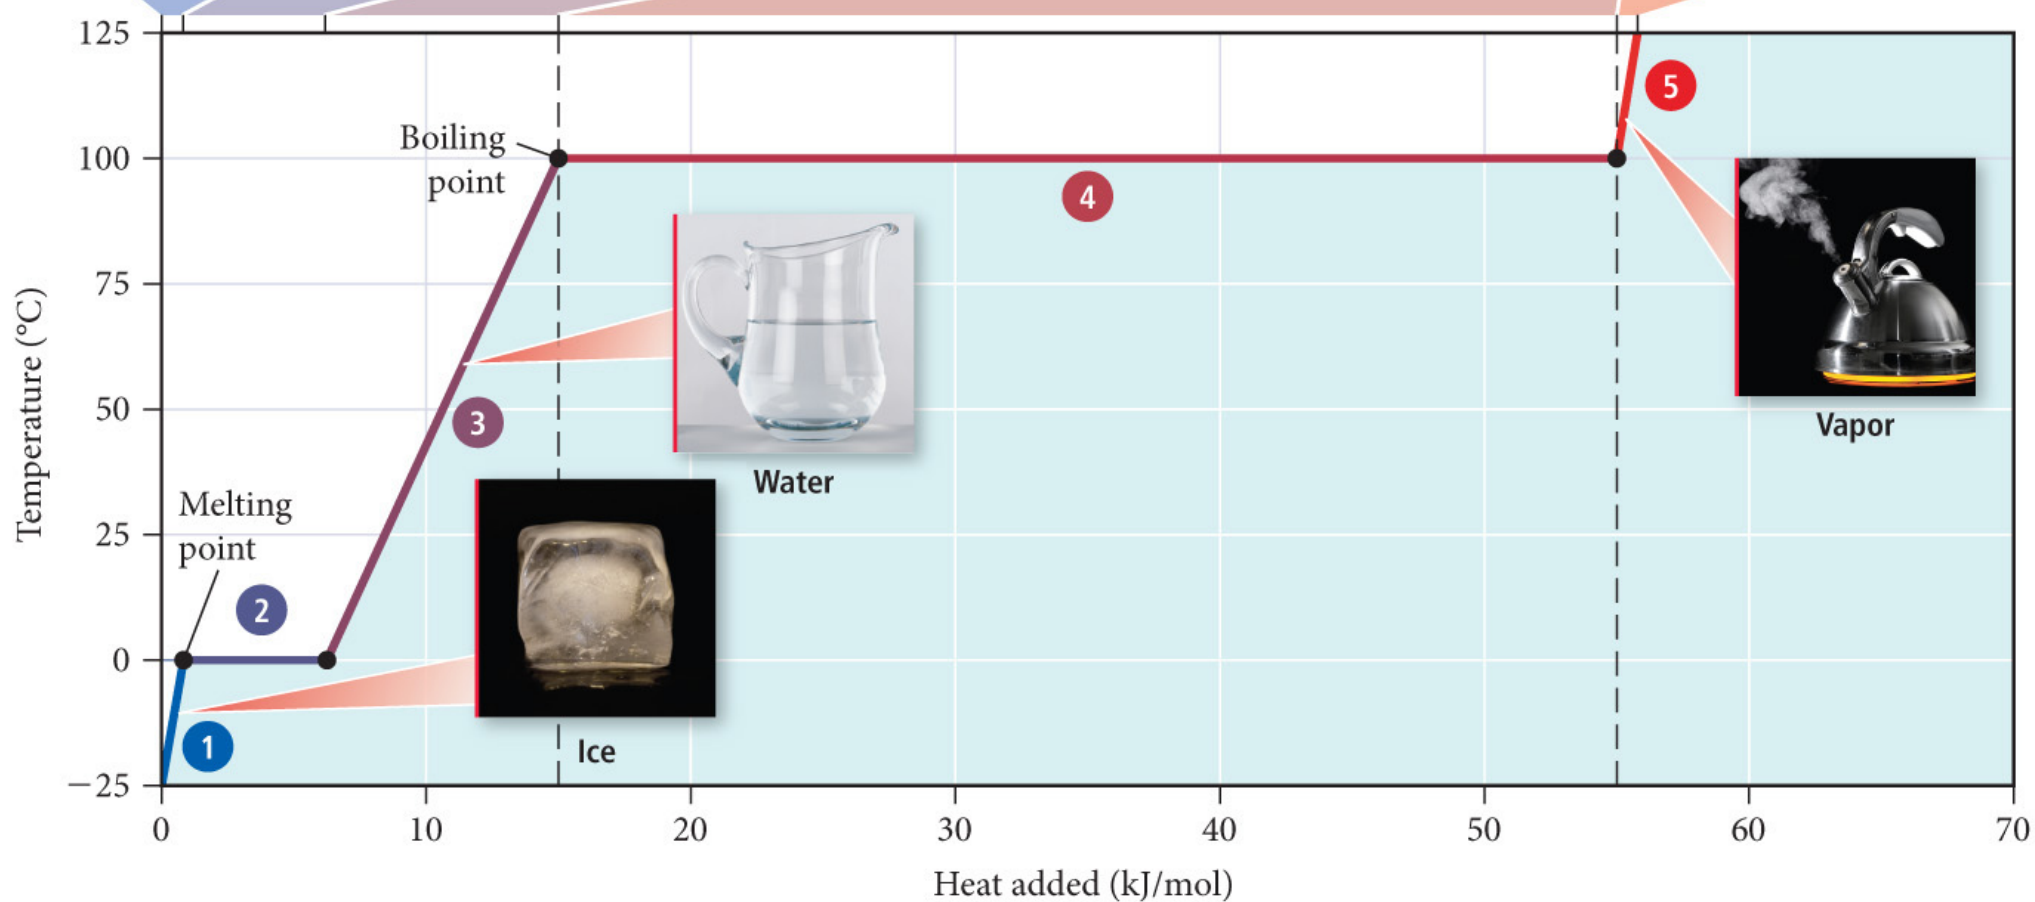 125
100
75
50
25
0
−25
Temperature (°C)
Boiling
point
Melting
point
1
2
3
4
5
Water
Ice
Vapor
0 10 20 30 40 50 60 70
Heat added (kJ/mol)